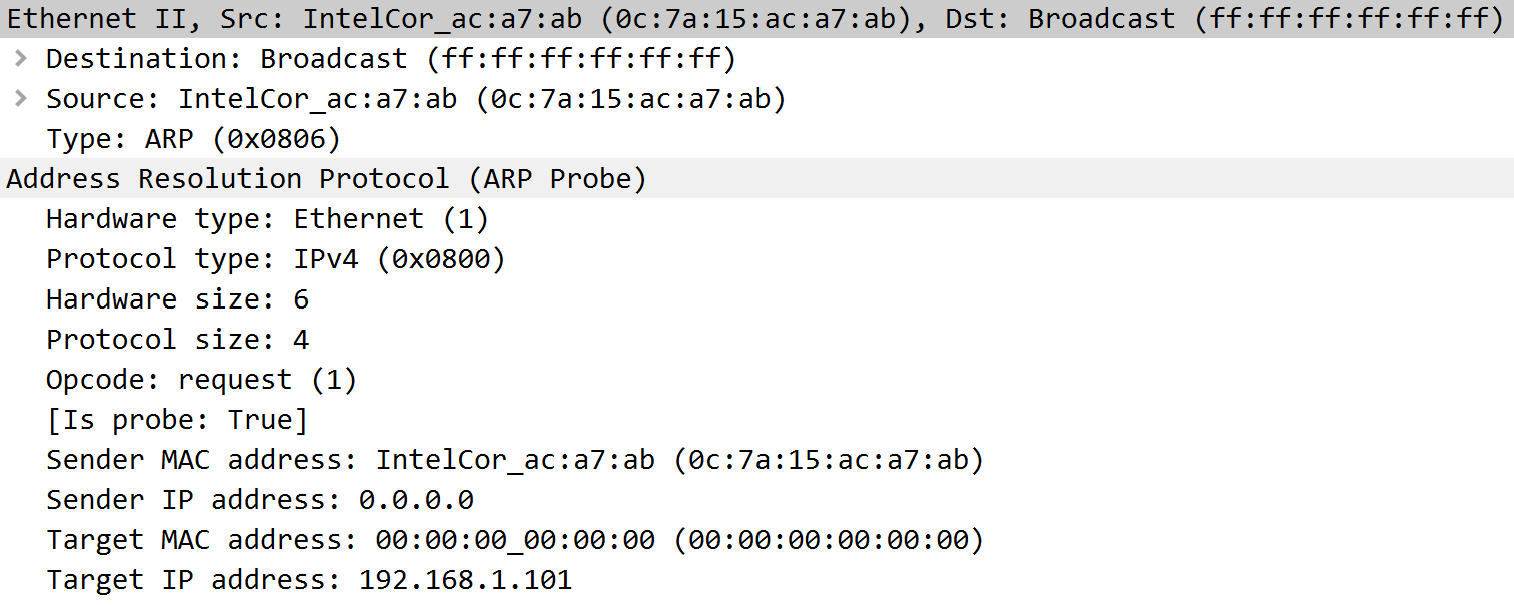 Ethernet II, Src: IntelCor_ac:a7:ab (0c:7a:15:ac:a7:ab), Dst: Broadcast (ff:ff:ff:ff:ff:ff)
Destination: Broadcast (ff:ff:ff:ff:ff:ff)
Source: IntelCor_ac:a7:ab (0c:7a:15:ac:a7:ab)
Type: ARP (0x0806)
Address Resolution Protocol (ARP Probe)
Hardware type: Ethernet (1)
Protocol type: IPv4 (0x0800)
Hardware size: 6
Protocol size: 4
Opcode: request (1)
[Is probe: True]
Sender MAC address: IntelCor_ac:a7:ab (0c:7a:15:ac:a7:ab)
Sender IP address: 0.0.0.0
Target MAC address: 00:00:00_00:00:00 (00:00:00:00:00:00)
Target IP address: 192.168.1.101